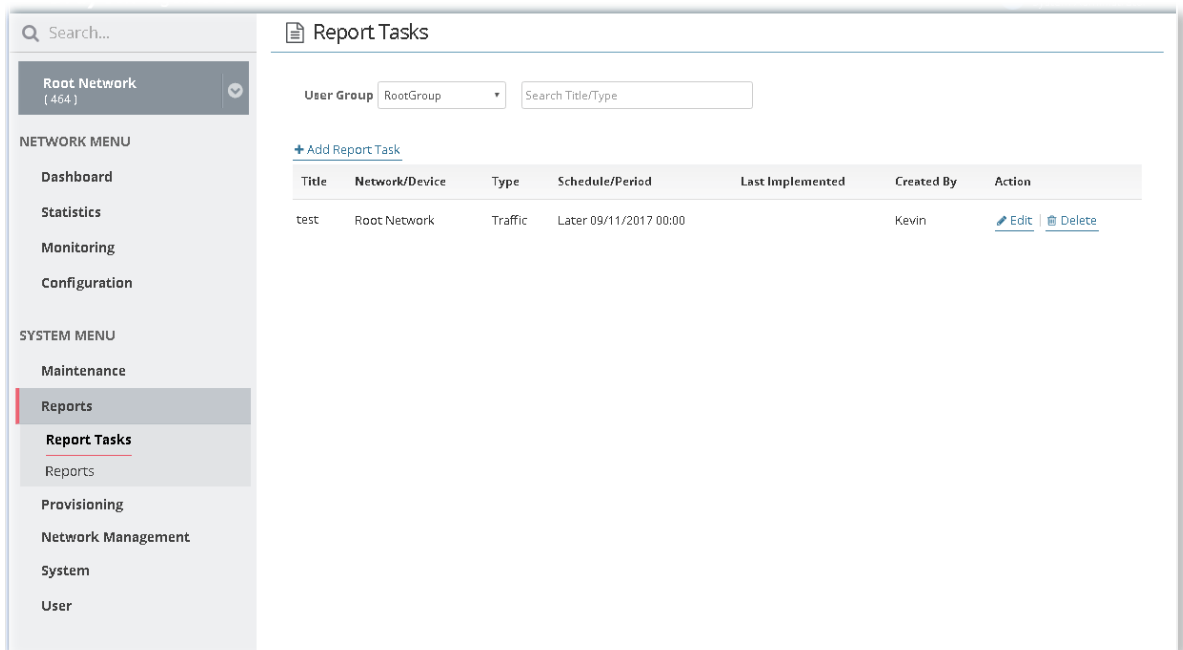 Search...
Root Network
[ 464 ]
NETWORK MENU
Dashboard
Statistics
Monitoring
Configuration
SYSTEM MENU
Maintenance
Reports
Report Tasks
Reports
Provisioning
Network Management
System
User
Report Tasks
User Group RootGroup Search Title/Type
+ Add Report Task
Title Network/Device Type Schedule/Period Last Implemented Created By Action
test Root Network Traffic Later 09/11/2017 00:00 Kevin Edit | Delete